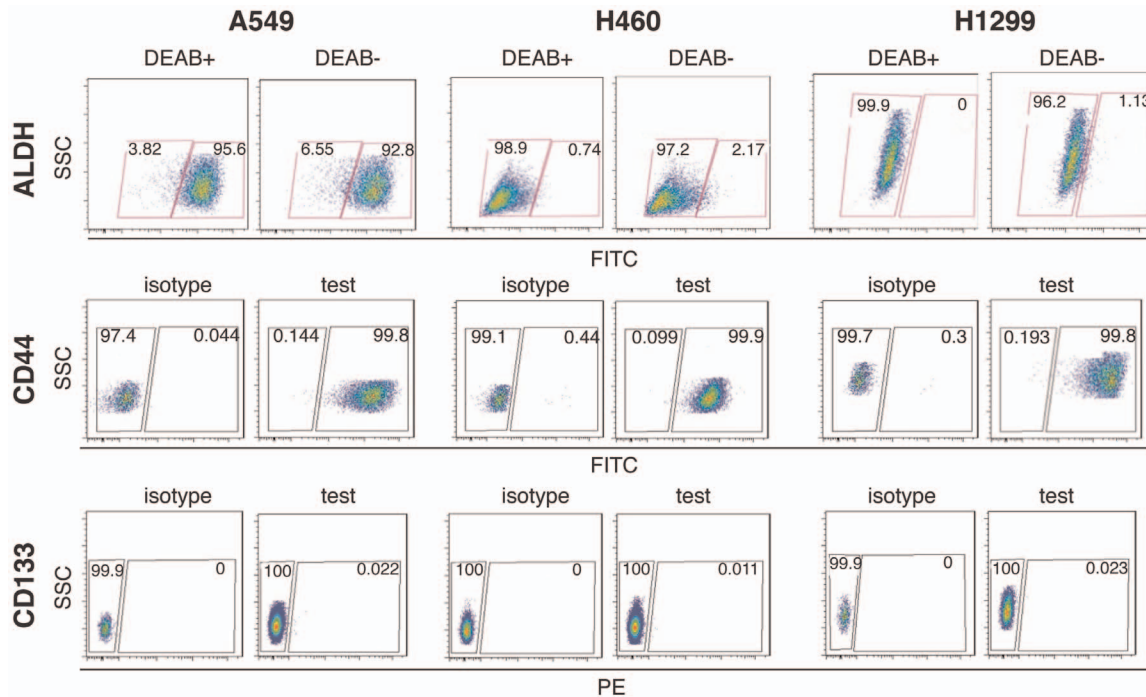 A549 H460 H1299
DEAB+ DEAB- DEAB+ DEAB- DEAB+ DEAB-
ALDH
SSC
3.82 95.6 6.55 92.8 98.9 0.74 97.2 2.17 99.9 0 96.2 1.13
FITC
isotype test isotype test isotype test
CD44
SSC
97.4 0.044 0.144 99.8 99.1 0.44 0.099 99.9 99.7 0.3 0.193 99.8
FITC
isotype test isotype test isotype test
CD133
SSC
99.9 0 100 0.022 100 0 100 0.011 99.9 0 100 0.023
PE